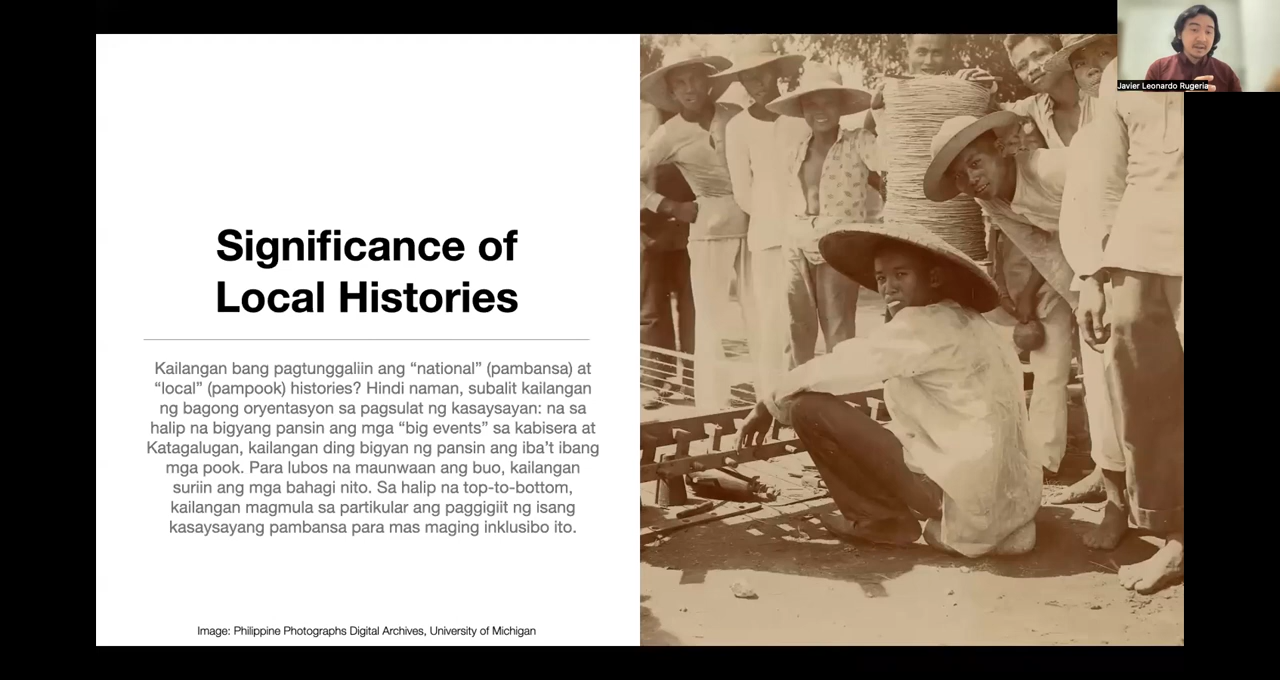 Javier Leonardo Rugeria
Significance of
Local Histories
Kailangan bang pagtunggaliin ang “national” (pambansa) at
“local” (pampook) histories? Hindi naman, subalit kailangan
ng bagong oryentasyon sa pagsulat ng kasaysayan: na sa
halip na bigyang pansin ang mga “big events” sa kabisera at
Katagalugan, kailangan ding bigyan ng pansin ang iba’t ibang
mga pook. Para lubos na maunwaan ang buo, kailangan
suriin ang mga bahagi nito. Sa halip na top-to-bottom,
kailangan magmula sa partikular ang paggigiit ng isang
kasaysayang pambansa para mas maging inklusibo ito.
Image: Philippine Photographs Digital Archives, University of Michigan